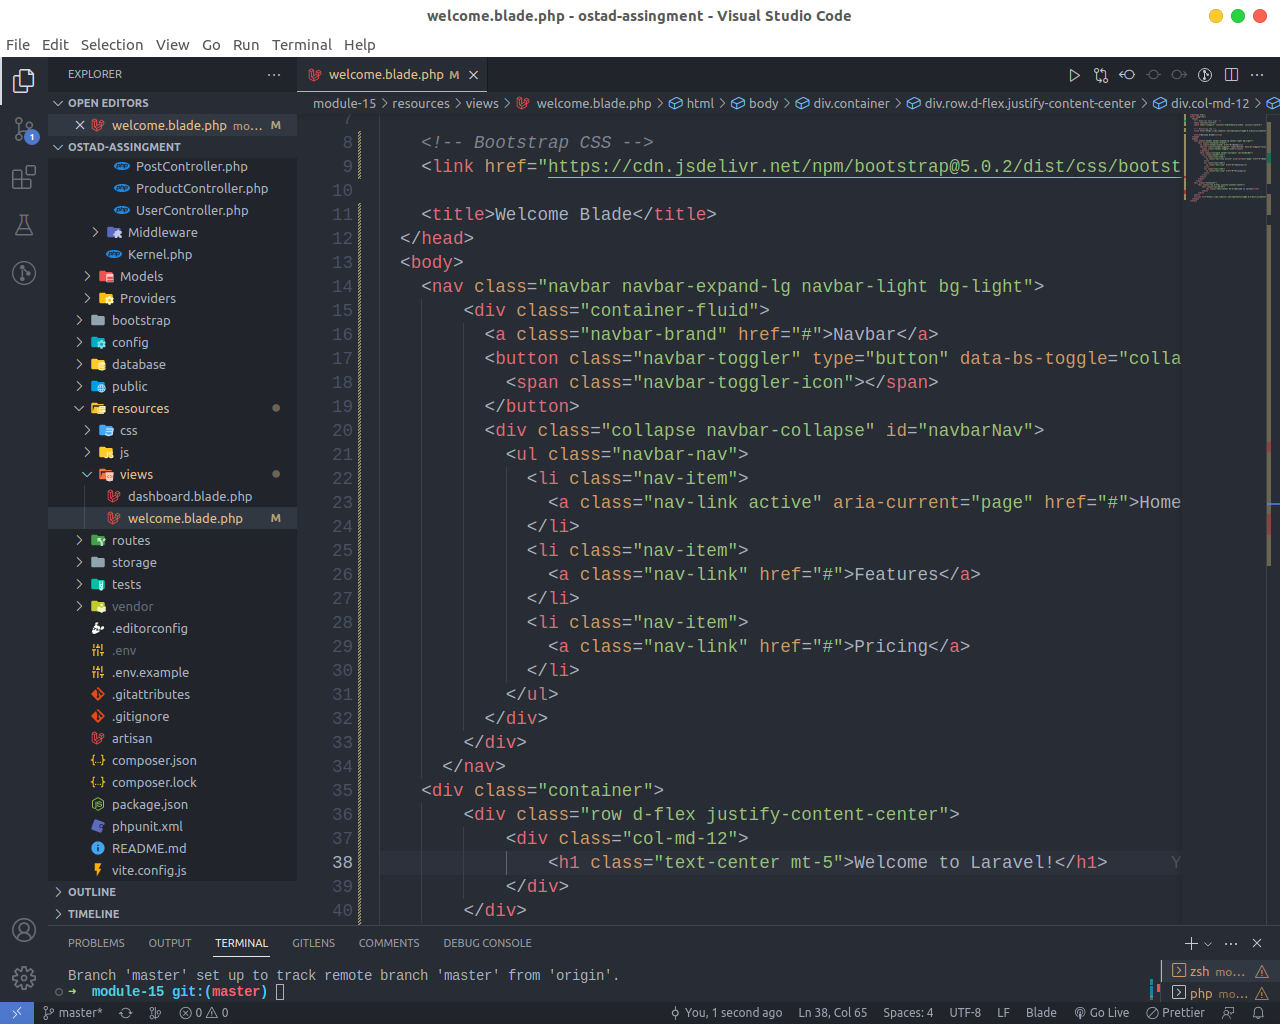 welcome.blade.php - ostad-assingment - Visual Studio Code
File Edit Selection View Go Run Terminal Help
EXPLORER
welcome.blade.php M
OPEN EDITORS
welcome.blade.php mo... M
OSTAD-ASSINGMENT
PostController.php
ProductController.php
UserController.php
Middleware
Kernel.php
Models
Providers
bootstrap
config
database
public
resources
css
js
views
dashboard.blade.php
welcome.blade.php M
routes
storage
tests
vendor
.editorconfig
.env
.env.example
.gitattributes
.gitignore
artisan
composer.json
composer.lock
package.json
phpunit.xml
README.md
vite.config.js
OUTLINE
TIMELINE
1
module-15 > resources > views > welcome.blade.php > html > body > div.container > div.row.d-flex.justify-content-center > div.col-md-12 >
7
8 <!-- Bootstrap CSS -->
9 <link href="https://cdn.jsdelivr.net/npm/bootstrap@5.0.2/dist/css/bootst
10
11 <title>Welcome Blade</title>
12 </head>
13 <body>
14 <nav class="navbar navbar-expand-lg navbar-light bg-light">
15 <div class="container-fluid">
16 <a class="navbar-brand" href="#">Navbar</a>
17 <button class="navbar-toggler" type="button" data-bs-toggle="colla
18 <span class="navbar-toggler-icon"></span>
19 </button>
20 <div class="collapse navbar-collapse" id="navbarNav">
21 <ul class="navbar-nav">
22 <li class="nav-item">
23 <a class="nav-link active" aria-current="page" href="#">Home
24 </li>
25 <li class="nav-item">
26 <a class="nav-link" href="#">Features</a>
27 </li>
28 <li class="nav-item">
29 <a class="nav-link" href="#">Pricing</a>
30 </li>
31 </ul>
32 </div>
33 </div>
34 </nav>
35 <div class="container">
36 <div class="row d-flex justify-content-center">
37 <div class="col-md-12">
38 <h1 class="text-center mt-5">Welcome to Laravel!</h1> Y
39 </div>
40 </div>
PROBLEMS OUTPUT TERMINAL GITLENS COMMENTS DEBUG CONSOLE
Branch 'master' set up to track remote branch 'master' from 'origin'.
➜ module-15 git:(master)
zsh mo...
php mo...
master* 0 0 You, 1 second ago Ln 38, Col 65 Spaces: 4 UTF-8 LF Blade Go Live Prettier